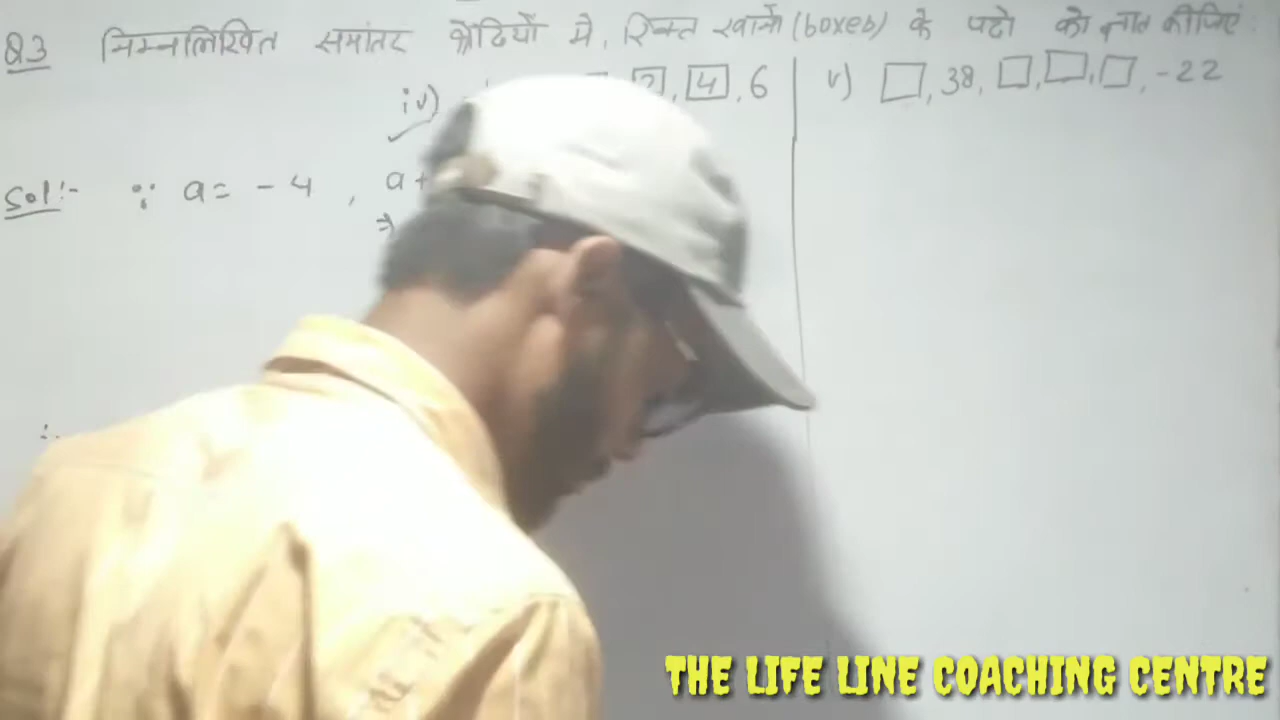 Q3 निम्नलिखित समांतर श्रेढियों में, रिक्त खानों (boxes) के पदों को ज्ञात कीजिए
iv) 2, 4, 6
v) □, 38, □, □, □, -22
Sol:- ∵ a = -4, a+
⇒
∴
THE LIFE LINE COACHING CENTRE